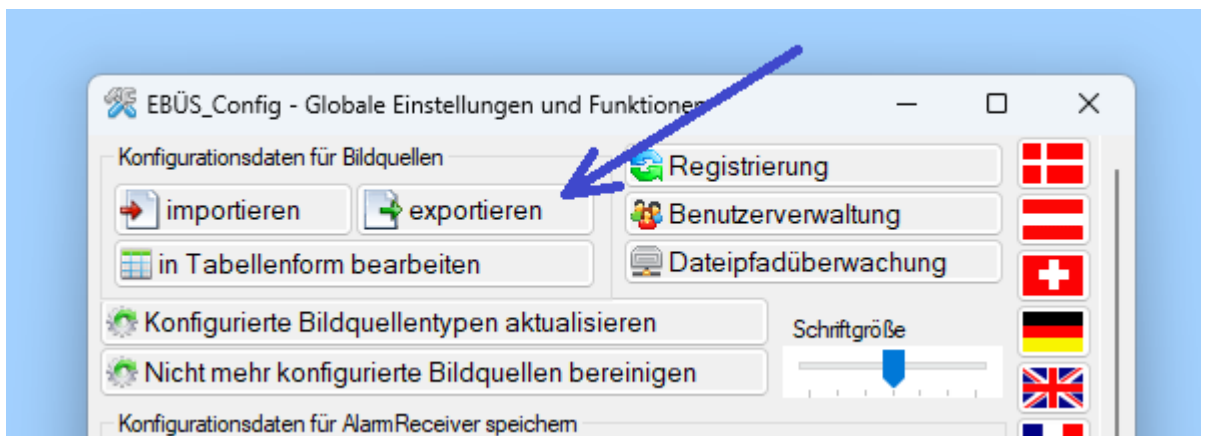 EBÜS_Config - Globale Einstellungen und Funktionen
Konfigurationsdaten für Bildquellen
importieren
exportieren
in Tabellenform bearbeiten
Registrierung
Benutzerverwaltung
Dateipfadüberwachung
Konfigurierte Bildquellentypen aktualisieren
Nicht mehr konfigurierte Bildquellen bereinigen
Schriftgröße
Konfigurationsdaten für AlarmReceiver speichern